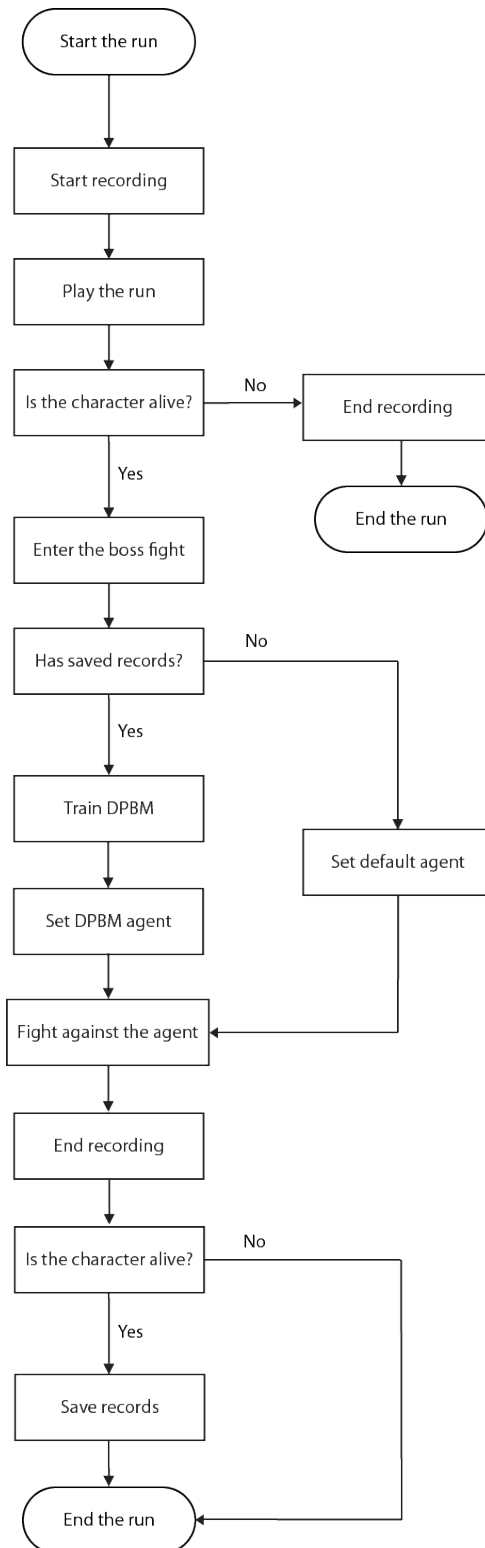 Start the run
Start recording
Play the run
Is the character alive?
No
End recording
Yes
End the run
Enter the boss fight
Has saved records?
No
Yes
Train DPBM
Set default agent
Set DPBM agent
Fight against the agent
End recording
Is the character alive?
No
Yes
Save records
End the run